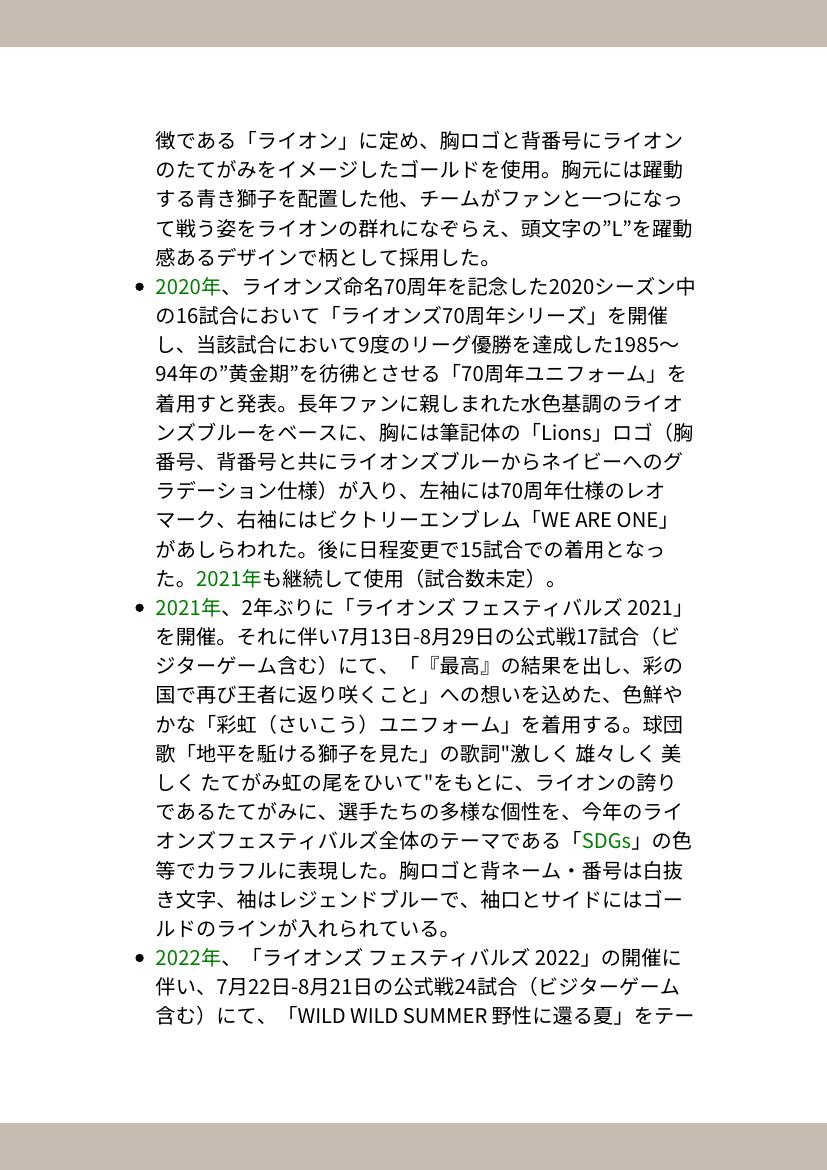 徴である「ライオン」に定め、胸ロゴと背番号にライオン
のたてがみをイメージしたゴールドを使用。胸元には躍動
する青き獅子を配置した他、チームがファンと一つになっ
て戦う姿をライオンの群れになぞらえ、頭文字の”L”を躍動
感あるデザインで柄として採用した。
● 2020年、ライオンズ命名70周年を記念した2020シーズン中
の16試合において「ライオンズ70周年シリーズ」を開催
し、当該試合において9度のリーグ優勝を達成した1985〜
94年の”黄金期”を彷彿とさせる「70周年ユニフォーム」を
着用すと発表。長年ファンに親しまれた水色基調のライオ
ンズブルーをベースに、胸には筆記体の「Lions」ロゴ（胸
番号、背番号と共にライオンズブルーからネイビーへのグ
ラデーション仕様）が入り、左袖には70周年仕様のレオ
マーク、右袖にはビクトリーエンブレム「WE ARE ONE」
があしらわれた。後に日程変更で15試合での着用となっ
た。2021年も継続して使用（試合数未定）。
● 2021年、2年ぶりに「ライオンズ フェスティバルズ 2021」
を開催。それに伴い7月13日-8月29日の公式戦17試合（ビ
ジターゲーム含む）にて、「『最高』の結果を出し、彩の
国で再び王者に返り咲くこと」への想いを込めた、色鮮や
かな「彩虹（さいこう）ユニフォーム」を着用する。球団
歌「地平を駈ける獅子を見た」の歌詞"激しく 雄々しく 美
しく たてがみ虹の尾をひいて"をもとに、ライオンの誇り
であるたてがみに、選手たちの多様な個性を、今年のライ
オンズフェスティバルズ全体のテーマである「SDGs」の色
等でカラフルに表現した。胸ロゴと背ネーム・番号は白抜
き文字、袖はレジェンドブルーで、袖口とサイドにはゴー
ルドのラインが入れられている。
● 2022年、「ライオンズ フェスティバルズ 2022」の開催に
伴い、7月22日-8月21日の公式戦24試合（ビジターゲーム
含む）にて、「WILD WILD SUMMER 野性に還る夏」をテー